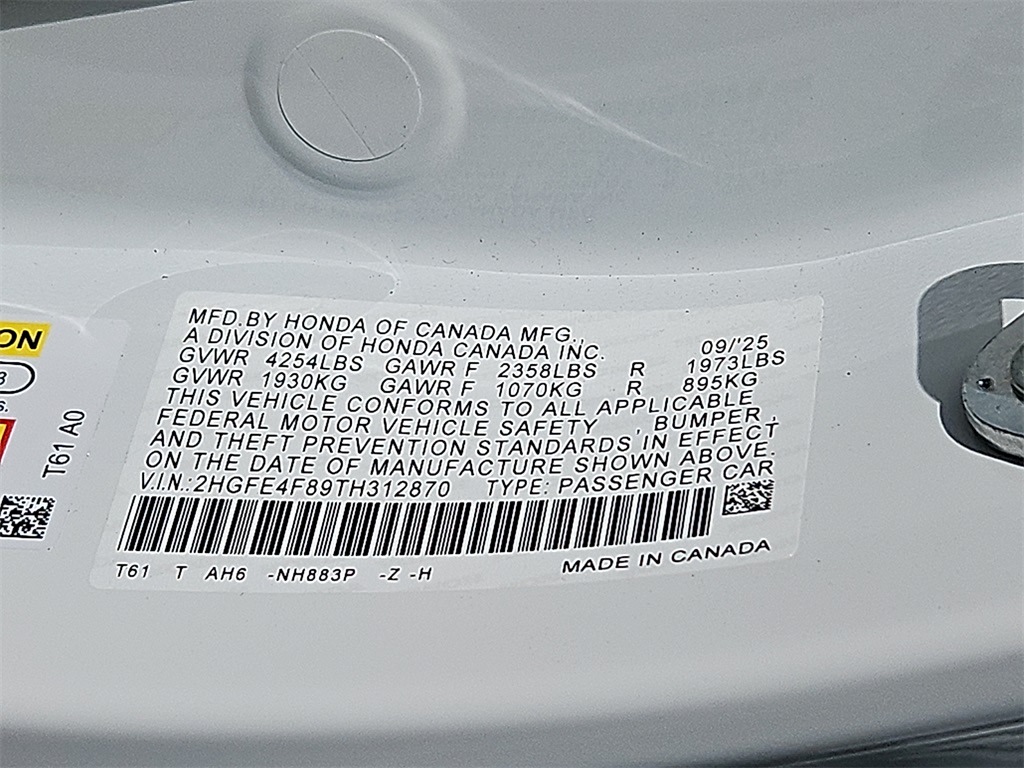 MFD.BY HONDA OF CANADA MFG.,
A DIVISION OF HONDA CANADA INC. 09/'25
GVWR 4254LBS GAWR F 2358LBS R 1973LBS
GVWR 1930KG GAWR F 1070KG R 895KG
THIS VEHICLE CONFORMS TO ALL APPLICABLE
FEDERAL MOTOR VEHICLE SAFETY , BUMPER,
AND THEFT PREVENTION STANDARDS IN EFFECT
ON THE DATE OF MANUFACTURE SHOWN ABOVE.
V.I.N.:2HGFE4F89TH312870 TYPE: PASSENGER CAR
T61 T AH6 -NH883P -Z -H MADE IN CANADA
T61 A0